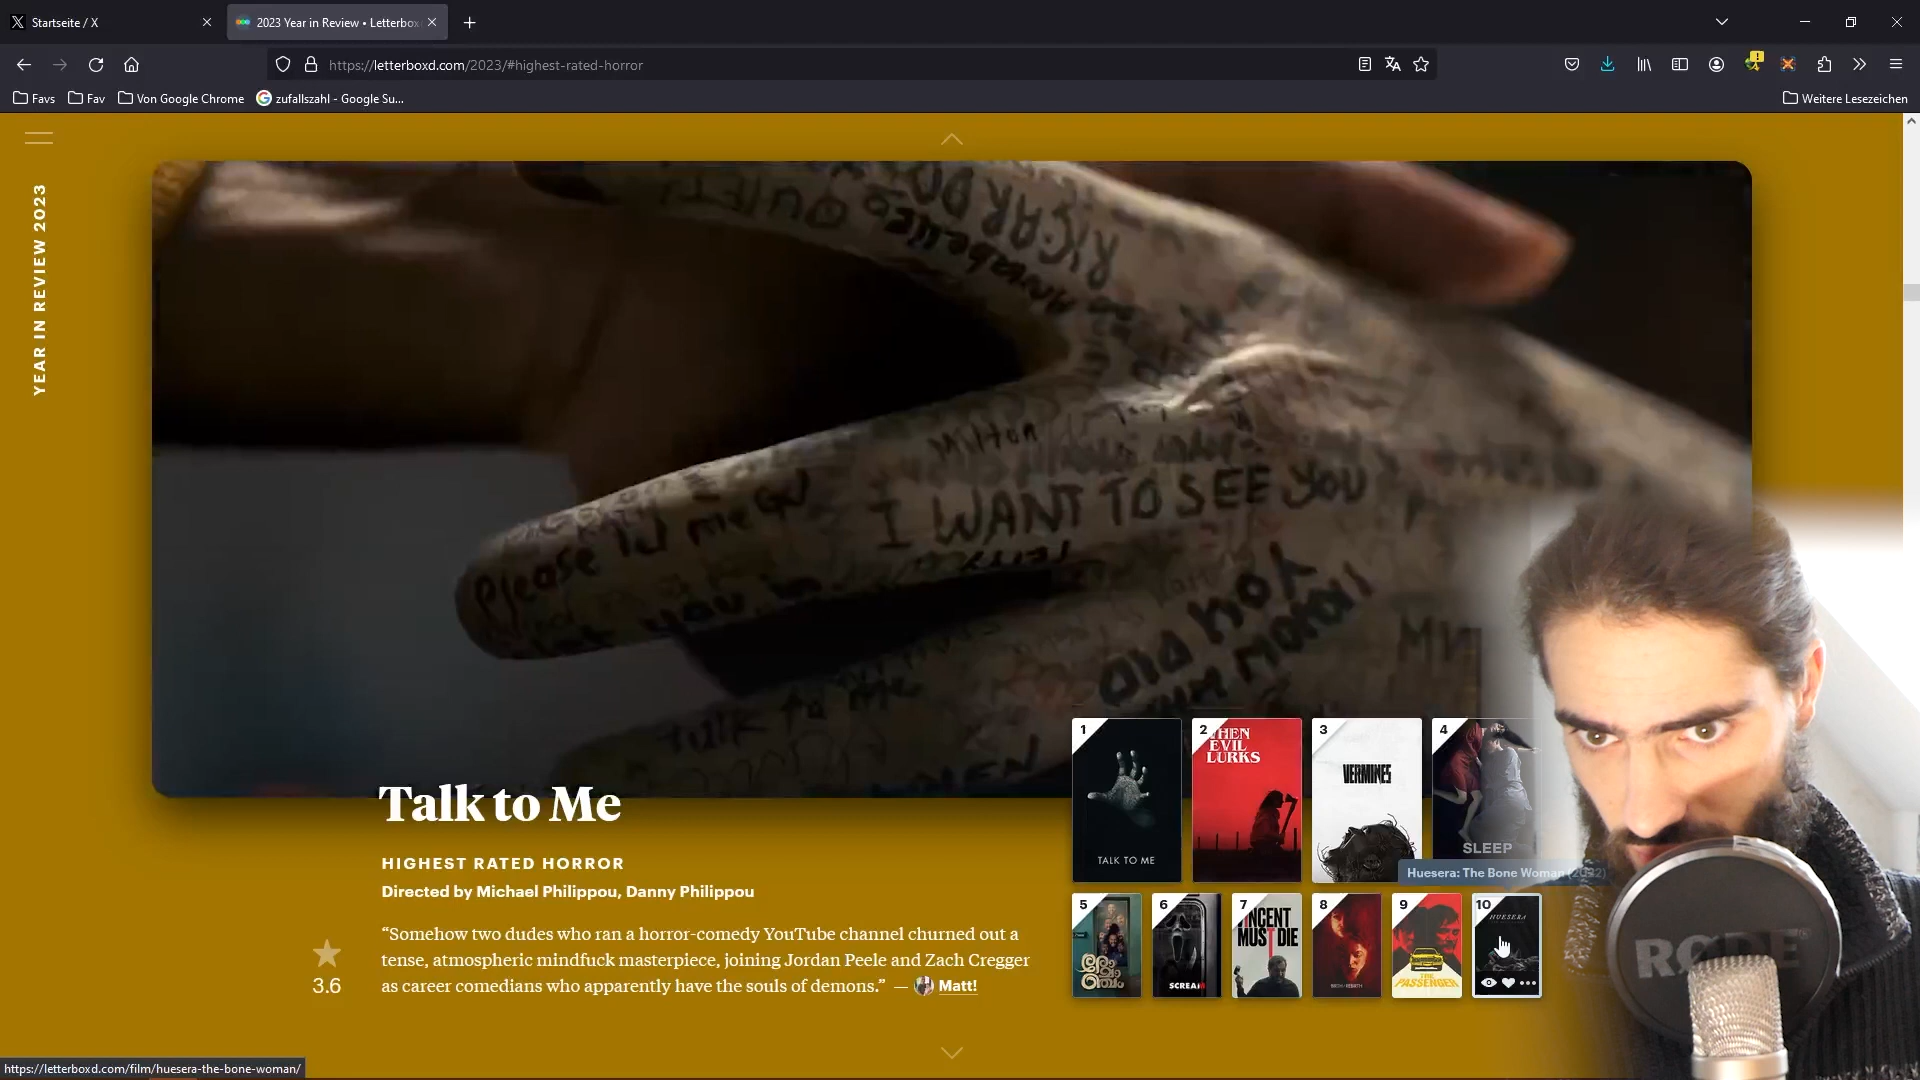 Startseite / X
2023 Year in Review • Letterbox
https://letterboxd.com/2023/#highest-rated-horror
Favs
Fav
Von Google Chrome
zufallszahl - Google Su...
Weitere Lesezeichen
YEAR IN REVIEW 2023
Milton
I WANT TO SEE YOU
Please
Talk to Me
HIGHEST RATED HORROR
Directed by Michael Philippou, Danny Philippou
3.6
“Somehow two dudes who ran a horror-comedy YouTube channel churned out a
tense, atmospheric mindfuck masterpiece, joining Jordan Peele and Zach Cregger
as career comedians who apparently have the souls of demons.” — Matt!
1
TALK TO ME
2
WHEN
EVIL
LURKS
3
VERMINES
4
SLEEP
Huesera: The Bone Woman (2022)
5
രോമാഞ്ചം
6
SCREAM
7
VINCENT
MUST DIE
8
9
THE
PASSENGER
10
HUESERA
RØDE
https://letterboxd.com/film/huesera-the-bone-woman/